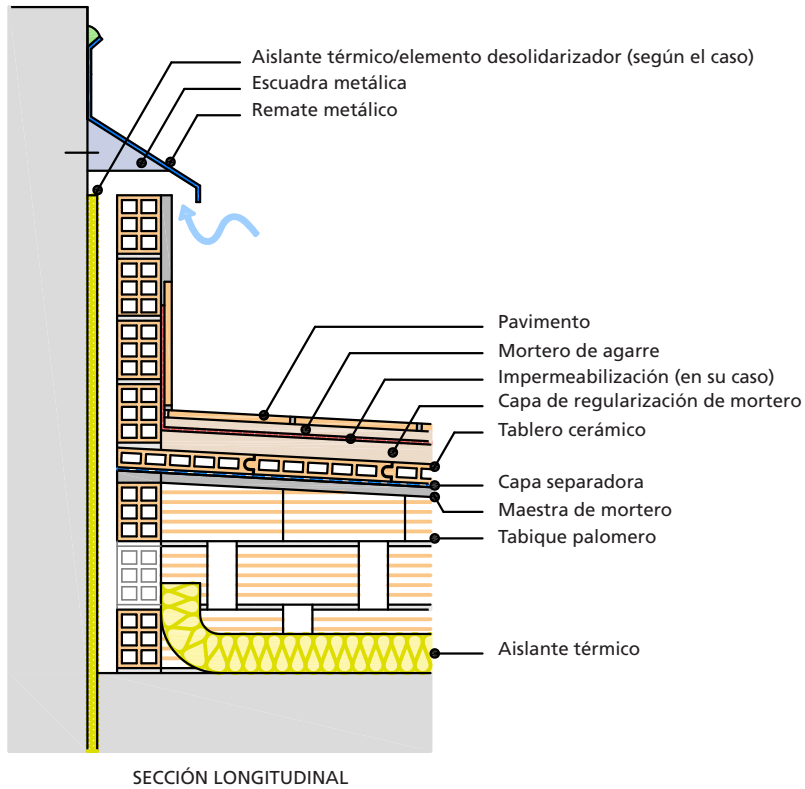 Aislante térmico/elemento desolidarizador (según el caso)
Escuadra metálica
Remate metálico
Pavimento
Mortero de agarre
Impermeabilización (en su caso)
Capa de regularización de mortero
Tablero cerámico
Capa separadora
Maestra de mortero
Tabique palomero
Aislante térmico
SECCIÓN LONGITUDINAL